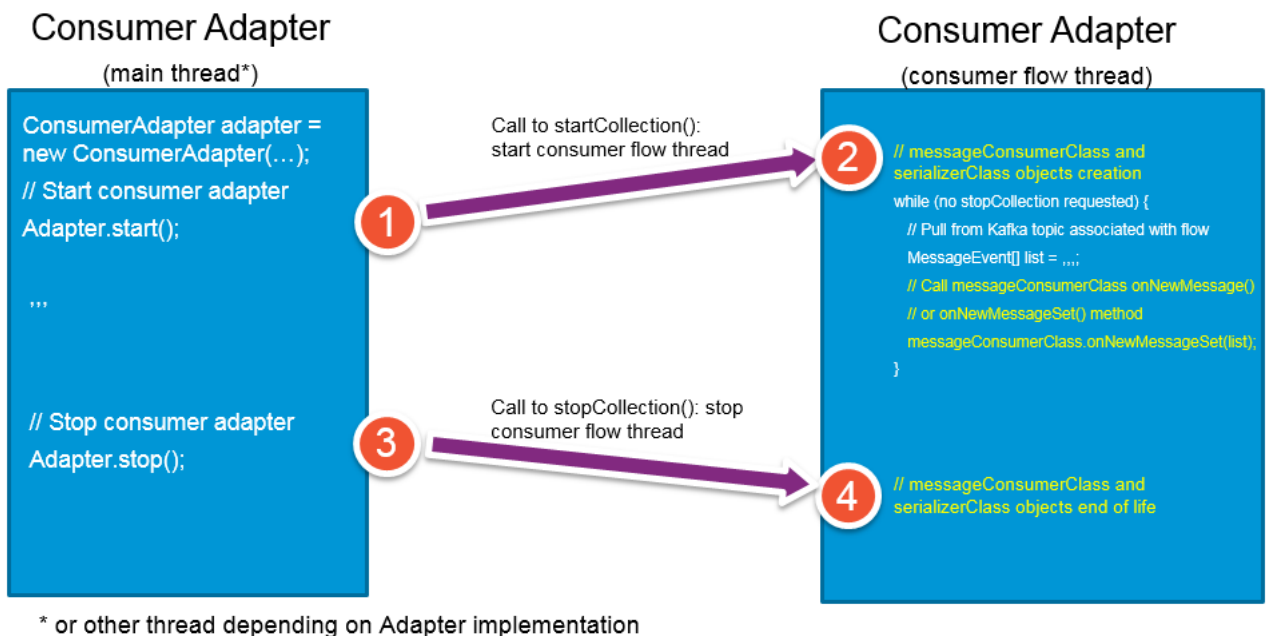 Consumer Adapter
(main thread*)
ConsumerAdapter adapter =
new ConsumerAdapter(…);
// Start consumer adapter
Adapter.start();
,,,
// Stop consumer adapter
Adapter.stop();
1
Call to startCollection():
start consumer flow thread
3
Call to stopCollection(): stop
consumer flow thread
Consumer Adapter
(consumer flow thread)
2
// messageConsumerClass and
serializerClass objects creation
while (no stopCollection requested) {
// Pull from Kafka topic associated with flow
MessageEvent[] list = ,,,;
// Call messageConsumerClass onNewMessage()
// or onNewMessageSet() method
messageConsumerClass.onNewMessageSet(list);
}
4
// messageConsumerClass and
serializerClass objects end of life
* or other thread depending on Adapter implementation